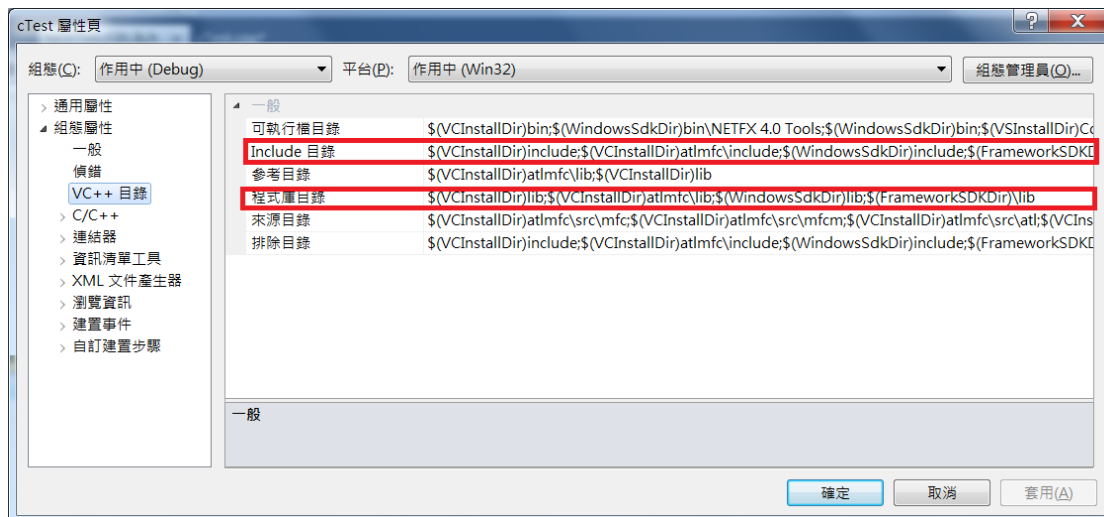 cTest 屬性頁
組態(C): 作用中 (Debug) 平台(P): 作用中 (Win32) 組態管理員(O)...
通用屬性
組態屬性
一般
偵錯
VC++ 目錄
C/C++
連結器
資訊清單工具
XML 文件產生器
瀏覽資訊
建置事件
自訂建置步驟
一般
可執行檔目錄 $(VCInstallDir)bin;$(WindowsSdkDir)bin\NETFX 4.0 Tools;$(WindowsSdkDir)bin;$(VSInstallDir)Co
Include 目錄 $(VCInstallDir)include;$(VCInstallDir)atlmfc\include;$(WindowsSdkDir)include;$(FrameworkSDKD
參考目錄 $(VCInstallDir)atlmfc\lib;$(VCInstallDir)lib
程式庫目錄 $(VCInstallDir)lib;$(VCInstallDir)atlmfc\lib;$(WindowsSdkDir)lib;$(FrameworkSDKDir)\lib
來源目錄 $(VCInstallDir)atlmfc\src\mfc;$(VCInstallDir)atlmfc\src\mfcm;$(VCInstallDir)atlmfc\src\atl;$(VCIns
排除目錄 $(VCInstallDir)include;$(VCInstallDir)atlmfc\include;$(WindowsSdkDir)include;$(FrameworkSDKD
一般
確定 取消 套用(A)